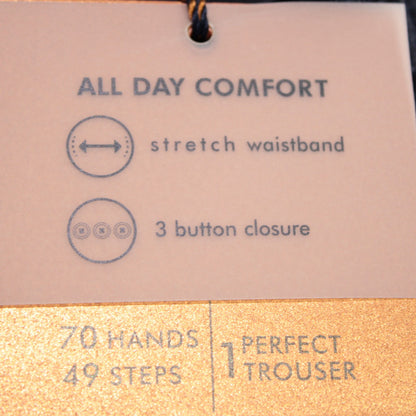 ALL DAY COMFORT
stretch waistband
3 button closure
70 HANDS
49 STEPS
1 PERFECT
TROUSER